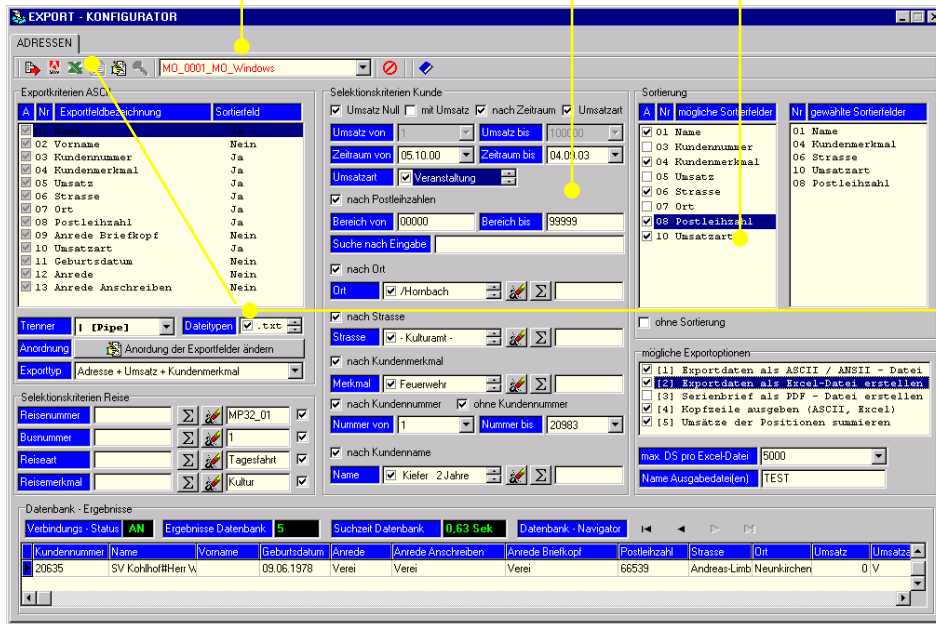 EXPORT - KONFIGURATOR
ADRESSEN
MO_0001_MO_Windows
Exportkriterien ASCII
A Nr Exportfeldbezeichnung Sortierfeld
01 Name Ja
02 Vorname Nein
03 Kundennummer Ja
04 Kundenmerkmal Ja
05 Umsatz Ja
06 Strasse Ja
07 Ort Ja
08 Postleihzahl Ja
09 Anrede Briefkopf Nein
10 Umsatzart Ja
11 Geburtsdatum Nein
12 Anrede Nein
13 Anrede Anschreiben Nein
Trenner | [Pipe] Dateitypen .txt
Anordnung Anordung der Exportfelder ändern
Exporttyp Adresse + Umsatz + Kundenmerkmal
Selektionskriterien Reise
Reisenummer Σ MP32_01
Busnummer Σ 1
Reiseart Σ Tagesfahrt
Reisemerkmal Σ Kultur
Selektionskriterien Kunde
Umsatz Null mit Umsatz nach Zeitraum Umsatzart
Umsatz von 1 Umsatz bis 100000
Zeitraum von 05.10.00 Zeitraum bis 04.09.03
Umsatzart Veranstaltung
nach Postleihzahlen
Bereich von 00000 Bereich bis 99999
Suche nach Eingabe
nach Ort
Ort /Hornbach Σ
nach Strasse
Strasse - Kulturamt - Σ
nach Kundenmerkmal
Merkmal Feuerwehr Σ
nach Kundennummer ohne Kundennummer
Nummer von 1 Nummer bis 20983
nach Kundenname
Name Kiefer 2Jahre Σ
Sortierung
A Nr mögliche Sortierfelder
01 Name
03 Kundennummer
04 Kundenmerkmal
05 Umsatz
06 Strasse
07 Ort
08 Postleihzahl
10 Umsatzart
Nr gewählte Sortierfelder
01 Name
04 Kundenmerkmal
06 Strasse
10 Umsatzart
08 Postleihzahl
ohne Sortierung
mögliche Exportoptionen
[1] Exportdaten als ASCII / ANSII - Datei
[2] Exportdaten als Excel-Datei erstellen
[3] Serienbrief als PDF - Datei erstellen
[4] Kopfzeile ausgeben (ASCII, Excel)
[5] Umsätze der Positionen summieren
max. DS pro Excel-Datei 5000
Name Ausgabedatei(en) TEST
Datenbank - Ergebnisse
Verbindungs - Status AN Ergebnisse Datenbank 5 Suchzeit Datenbank 0,63 Sek Datenbank - Navigator
Kundennummer Name Vorname Geburtsdatum Anrede Anrede Anschreiben Anrede Briefkopf Postleihzahl Strasse Ort Umsatz Umsatza
20635 SV Kohlhof#Herr W 09.06.1978 Verei Verei Verei 66539 Andreas-Limb Neunkirchen 0 V